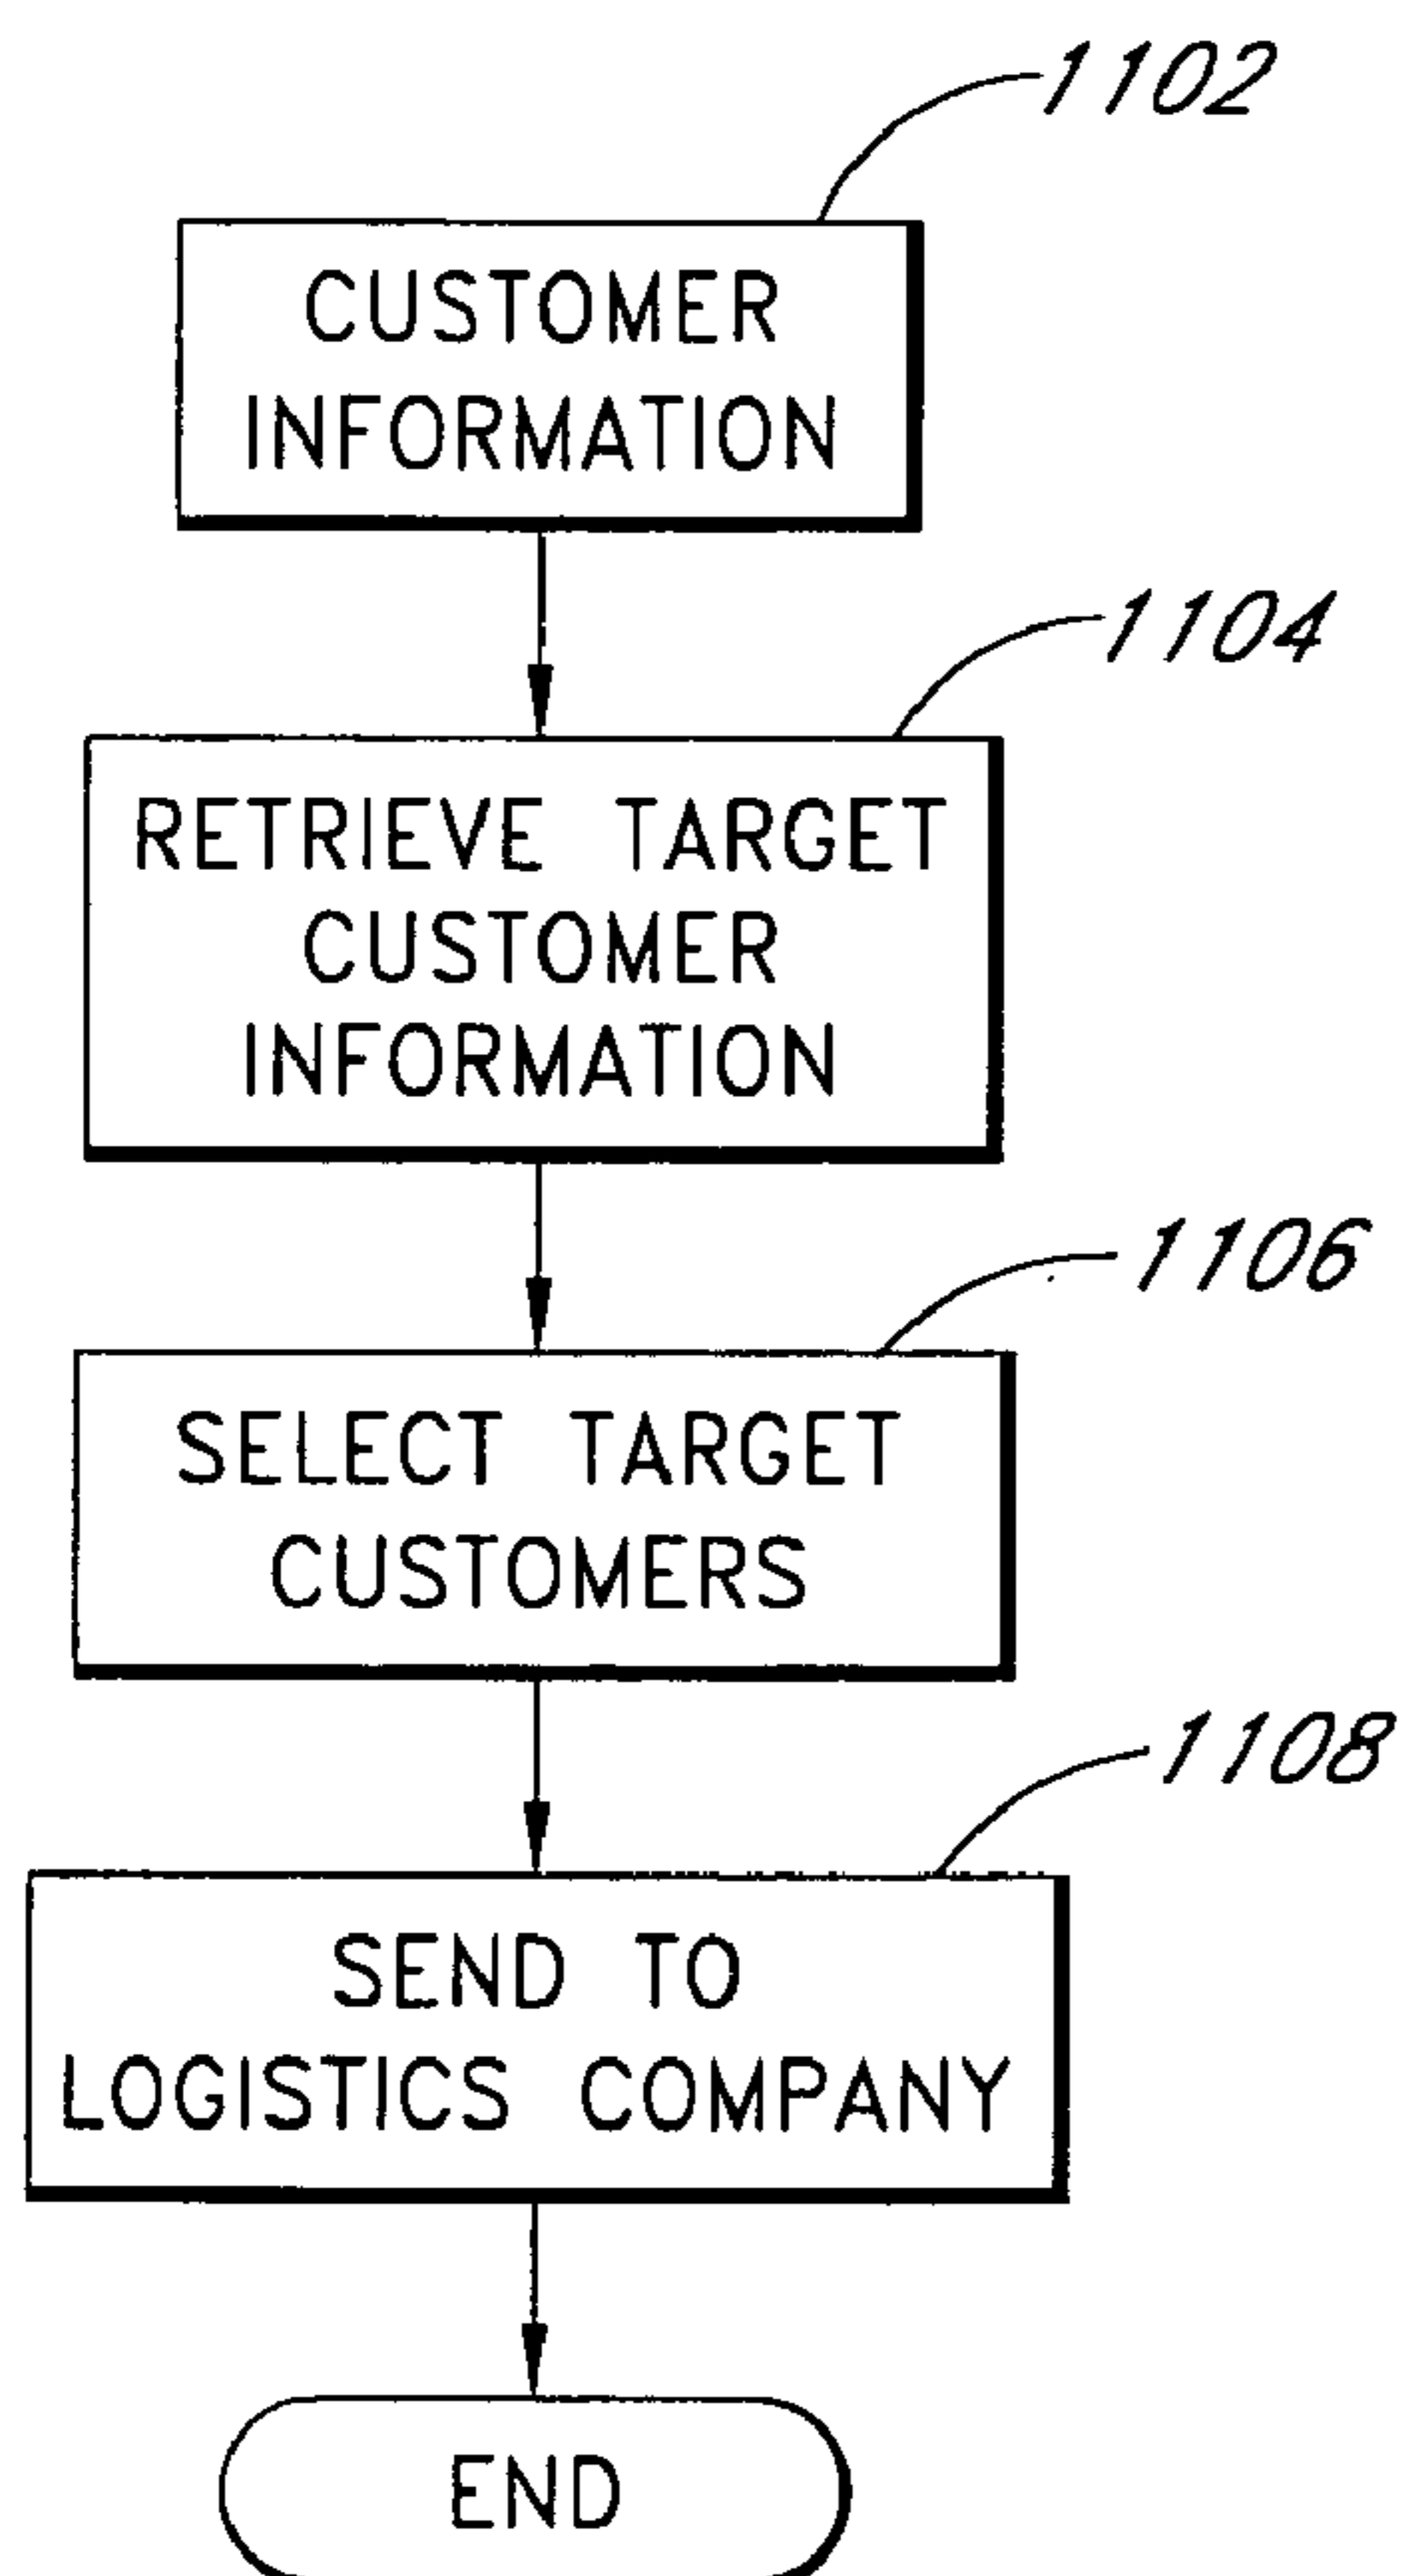 1102
CUSTOMER
INFORMATION
1104
RETRIEVE TARGET
CUSTOMER
INFORMATION
1106
SELECT TARGET
CUSTOMERS
1108
SEND TO
LOGISTICS COMPANY
END